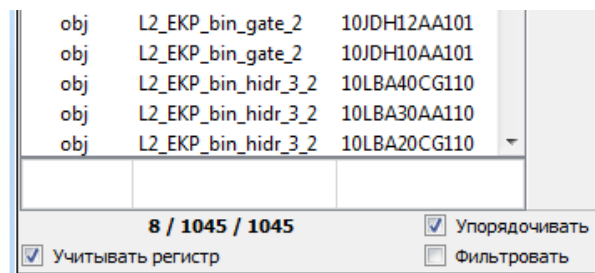 obj L2_EKP_bin_gate_2 10JDH12AA101
obj L2_EKP_bin_gate_2 10JDH10AA101
obj L2_EKP_bin_hidr_3_2 10LBA40CG110
obj L2_EKP_bin_hidr_3_2 10LBA30AA110
obj L2_EKP_bin_hidr_3_2 10LBA20CG110
8 / 1045 / 1045 Упорядочивать
Учитывать регистр Фильтровать